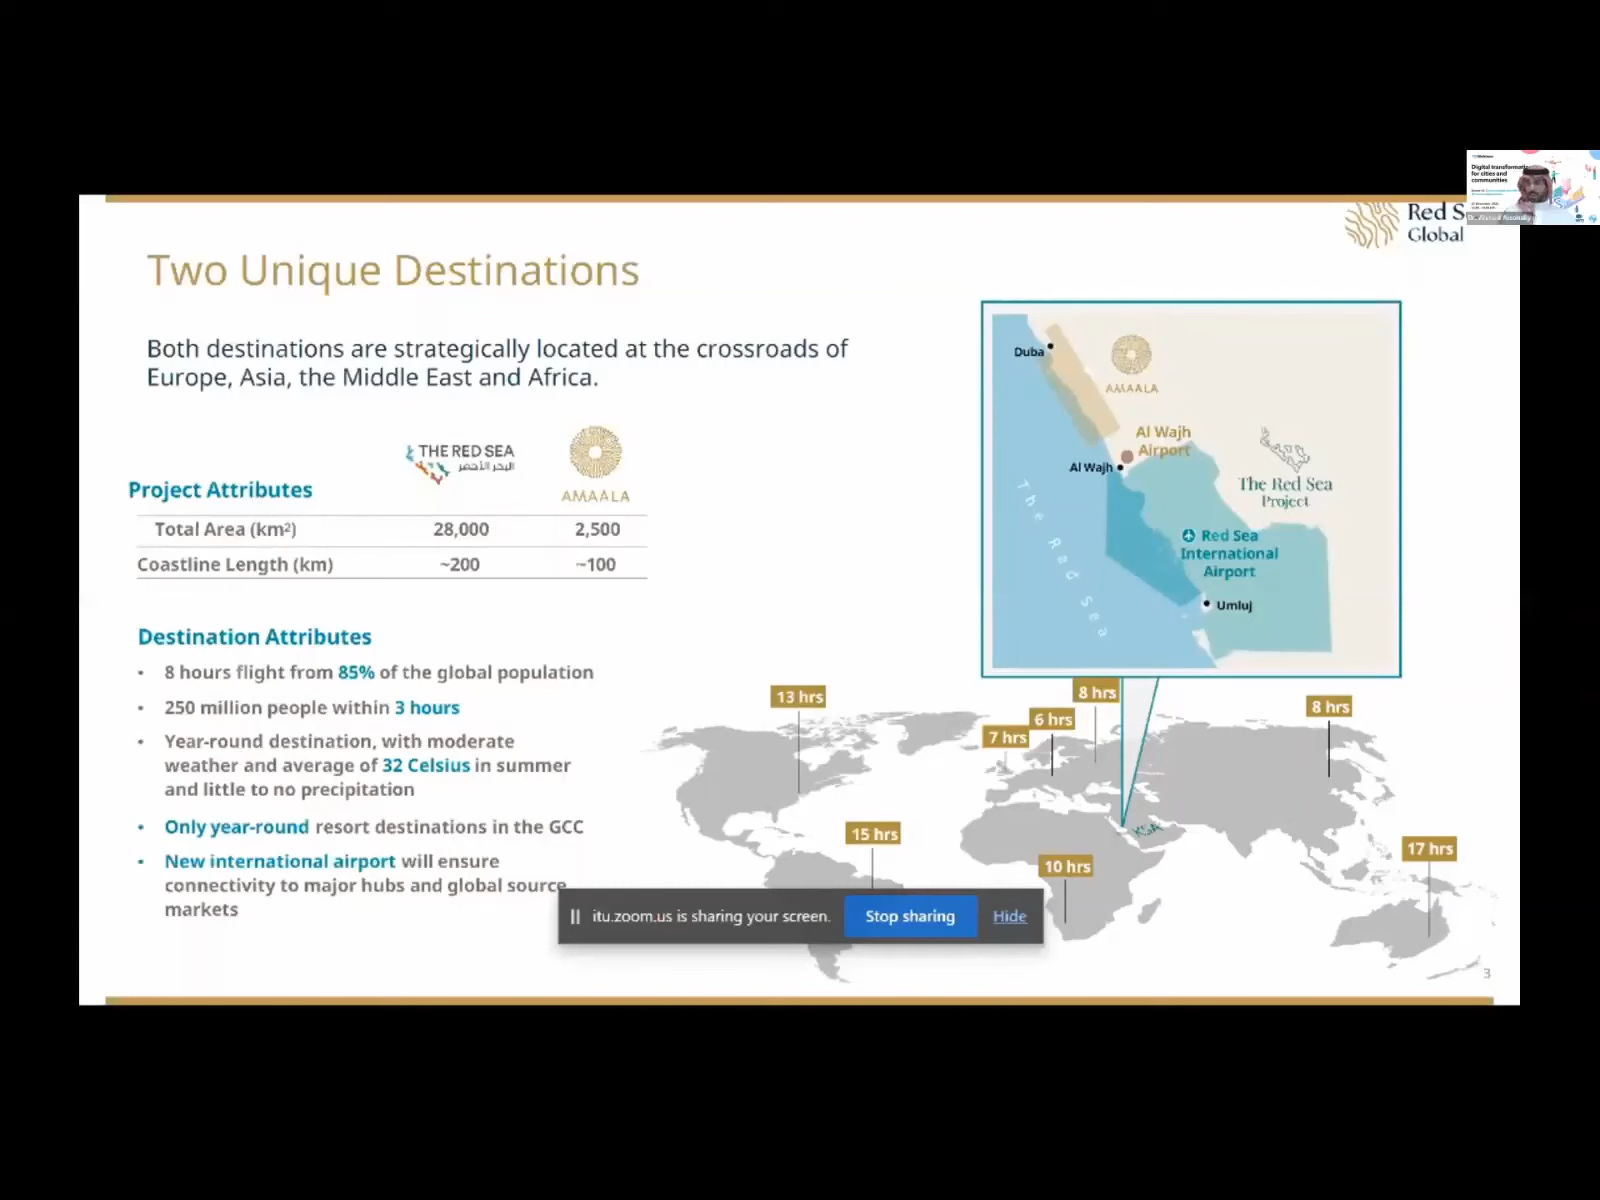 Digital transformation
for cities and
communities
Red S
Global
Two Unique Destinations
Both destinations are strategically located at the crossroads of
Europe, Asia, the Middle East and Africa.
THE RED SEA
البحر الأحمر
AMAALA
Project Attributes
Total Area (km²) 28,000 2,500
Coastline Length (km) ~200 ~100
Destination Attributes
• 8 hours flight from 85% of the global population
• 250 million people within 3 hours
• Year-round destination, with moderate
weather and average of 32 Celsius in summer
and little to no precipitation
• Only year-round resort destinations in the GCC
• New international airport will ensure
connectivity to major hubs and global source
markets
Duba
AMAALA
Al Wajh
Airport
Al Wajh
The Red Sea
The Red Sea
Project
Red Sea
International
Airport
Umluj
13 hrs
8 hrs
6 hrs
7 hrs
8 hrs
15 hrs
10 hrs
17 hrs
KSA
itu.zoom.us is sharing your screen. Stop sharing Hide
3